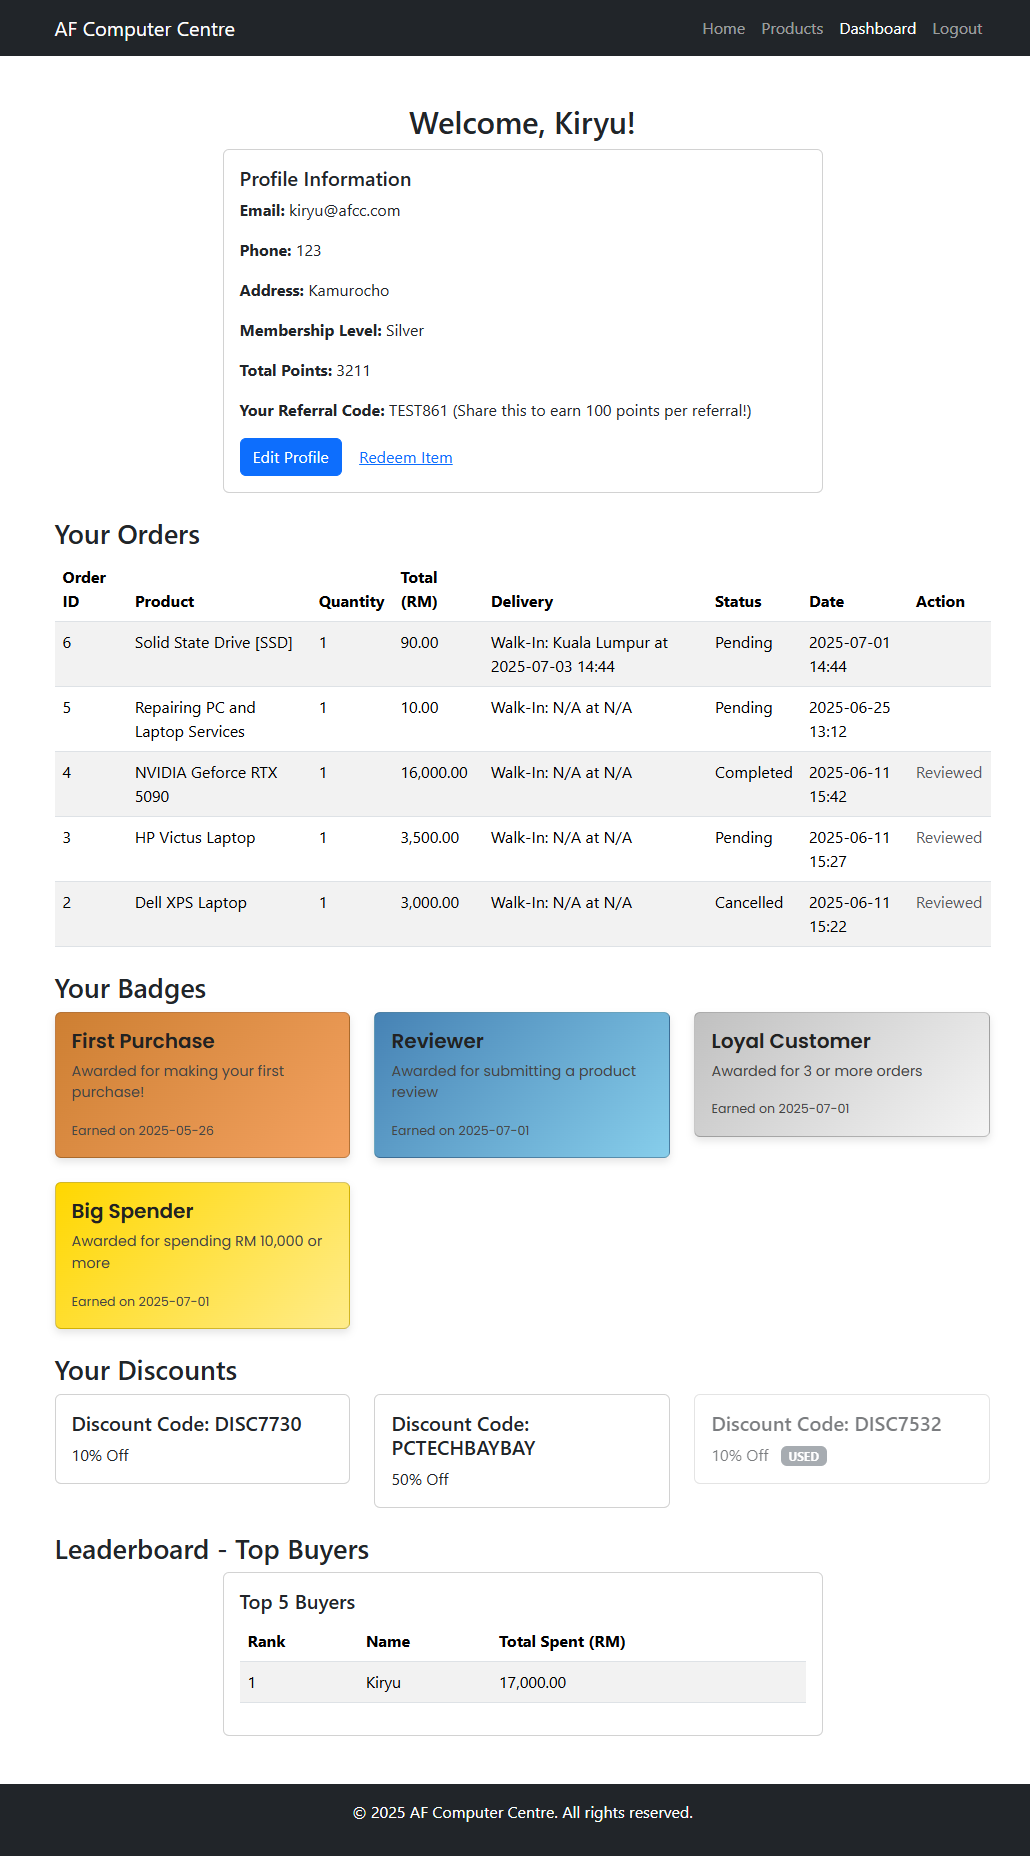 AF Computer Centre
Home Products Dashboard Logout
Welcome, Kiryu!
Profile Information
Email: kiryu@afcc.com
Phone: 123
Address: Kamurocho
Membership Level: Silver
Total Points: 3211
Your Referral Code: TEST861 (Share this to earn 100 points per referral!)
Edit Profile Redeem Item
Your Orders
Order ID Product Quantity Total (RM) Delivery Status Date Action
6 Solid State Drive [SSD] 1 90.00 Walk-In: Kuala Lumpur at 2025-07-03 14:44 Pending 2025-07-01 14:44
5 Repairing PC and Laptop Services 1 10.00 Walk-In: N/A at N/A Pending 2025-06-25 13:12
4 NVIDIA Geforce RTX 5090 1 16,000.00 Walk-In: N/A at N/A Completed 2025-06-11 15:42 Reviewed
3 HP Victus Laptop 1 3,500.00 Walk-In: N/A at N/A Pending 2025-06-11 15:27 Reviewed
2 Dell XPS Laptop 1 3,000.00 Walk-In: N/A at N/A Cancelled 2025-06-11 15:22 Reviewed
Your Badges
First Purchase
Awarded for making your first
purchase!
Earned on 2025-05-26
Reviewer
Awarded for submitting a product
review
Earned on 2025-07-01
Loyal Customer
Awarded for 3 or more orders
Earned on 2025-07-01
Big Spender
Awarded for spending RM 10,000 or
more
Earned on 2025-07-01
Your Discounts
Discount Code: DISC7730
10% Off
Discount Code:
PCTECHBAYBAY
50% Off
Discount Code: DISC7532
10% Off USED
Leaderboard - Top Buyers
Top 5 Buyers
Rank Name Total Spent (RM)
1 Kiryu 17,000.00
© 2025 AF Computer Centre. All rights reserved.